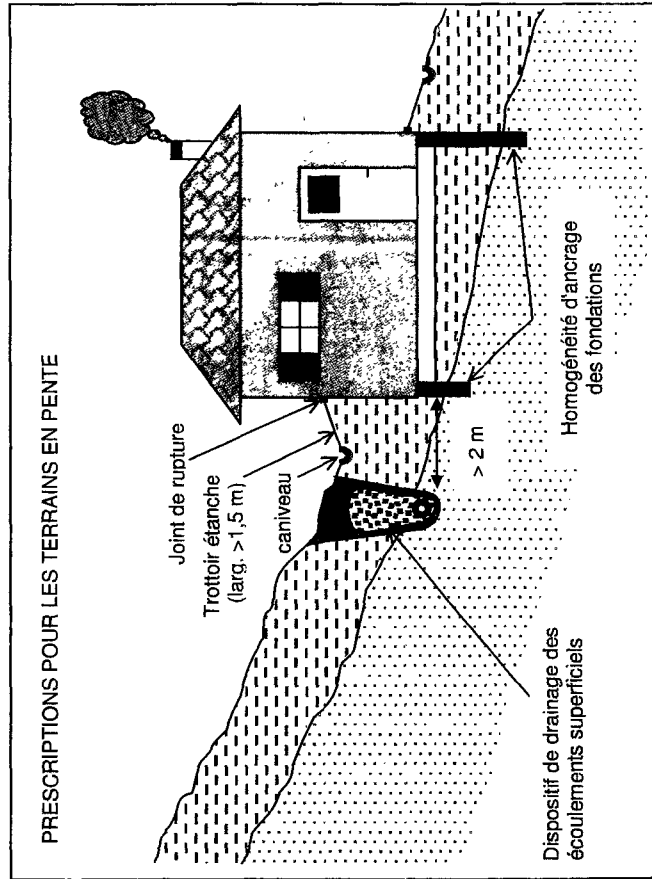 PRESCRIPTIONS POUR LES TERRAINS EN PENTE
Joint de rupture
Trottoir étanche
(larg. >1,5 m)
caniveau
> 2 m
Homogénéité d'ancrage
des fondations
Dispositif de drainage des
écoulements superficiels